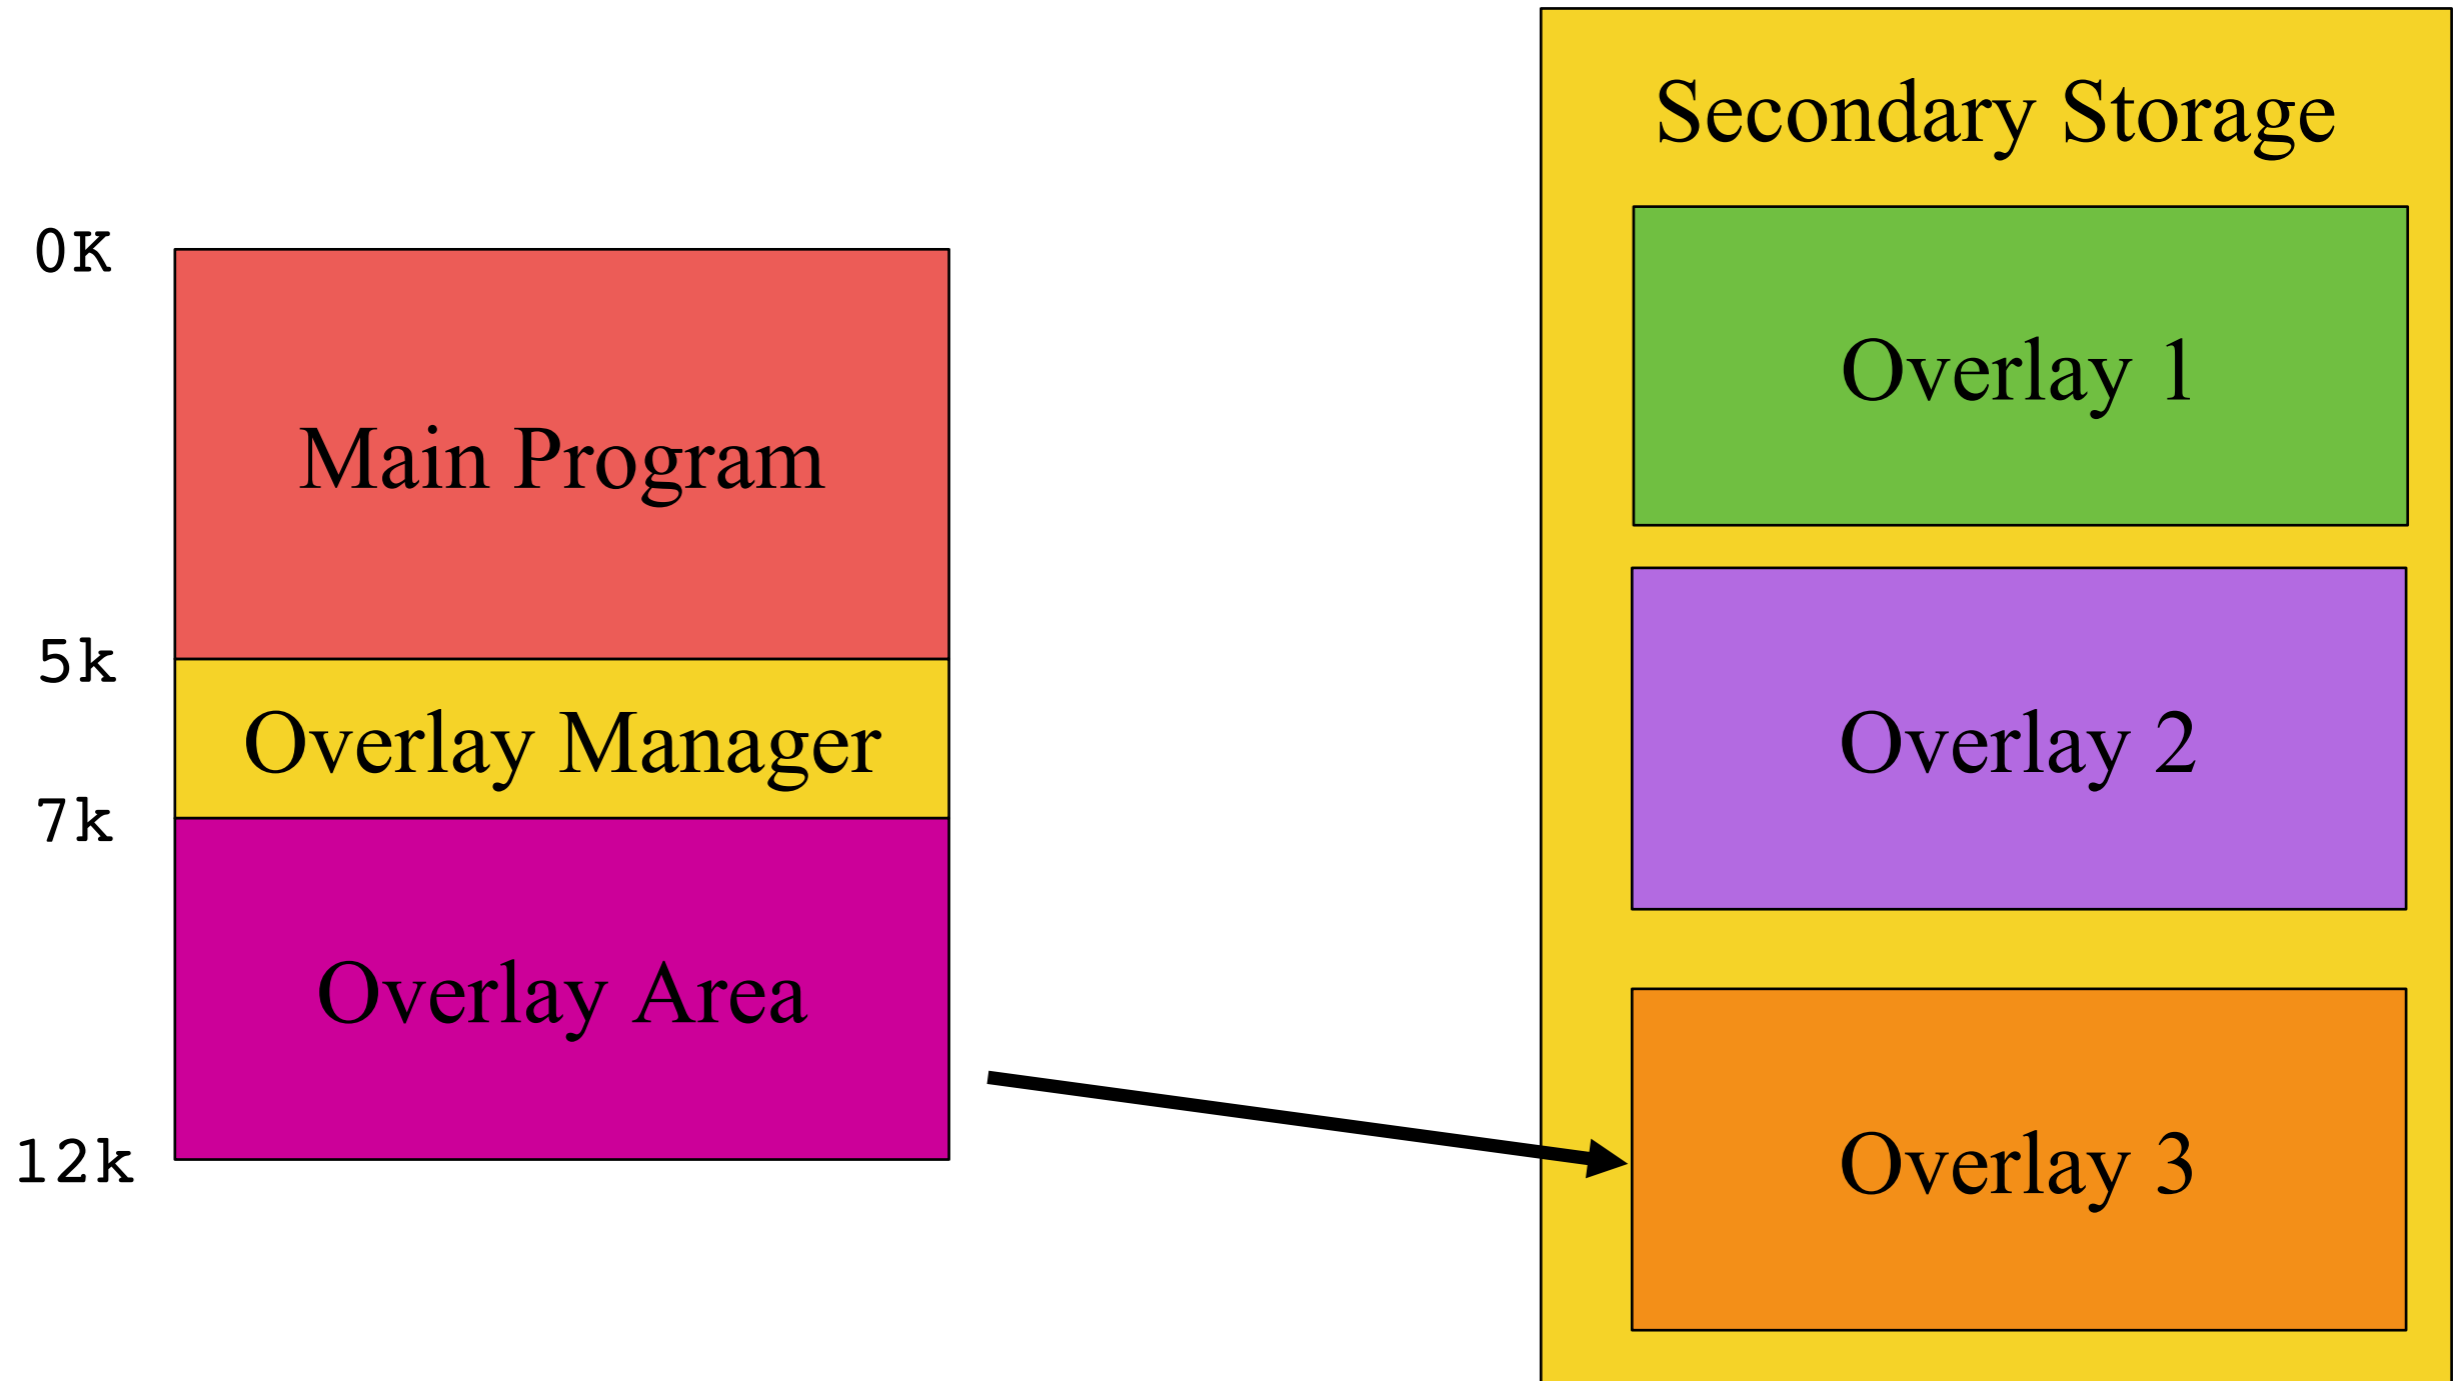 0K
Main Program
5k
Overlay Manager
7k
Overlay Area
12k
Secondary Storage
Overlay 1
Overlay 2
Overlay 3